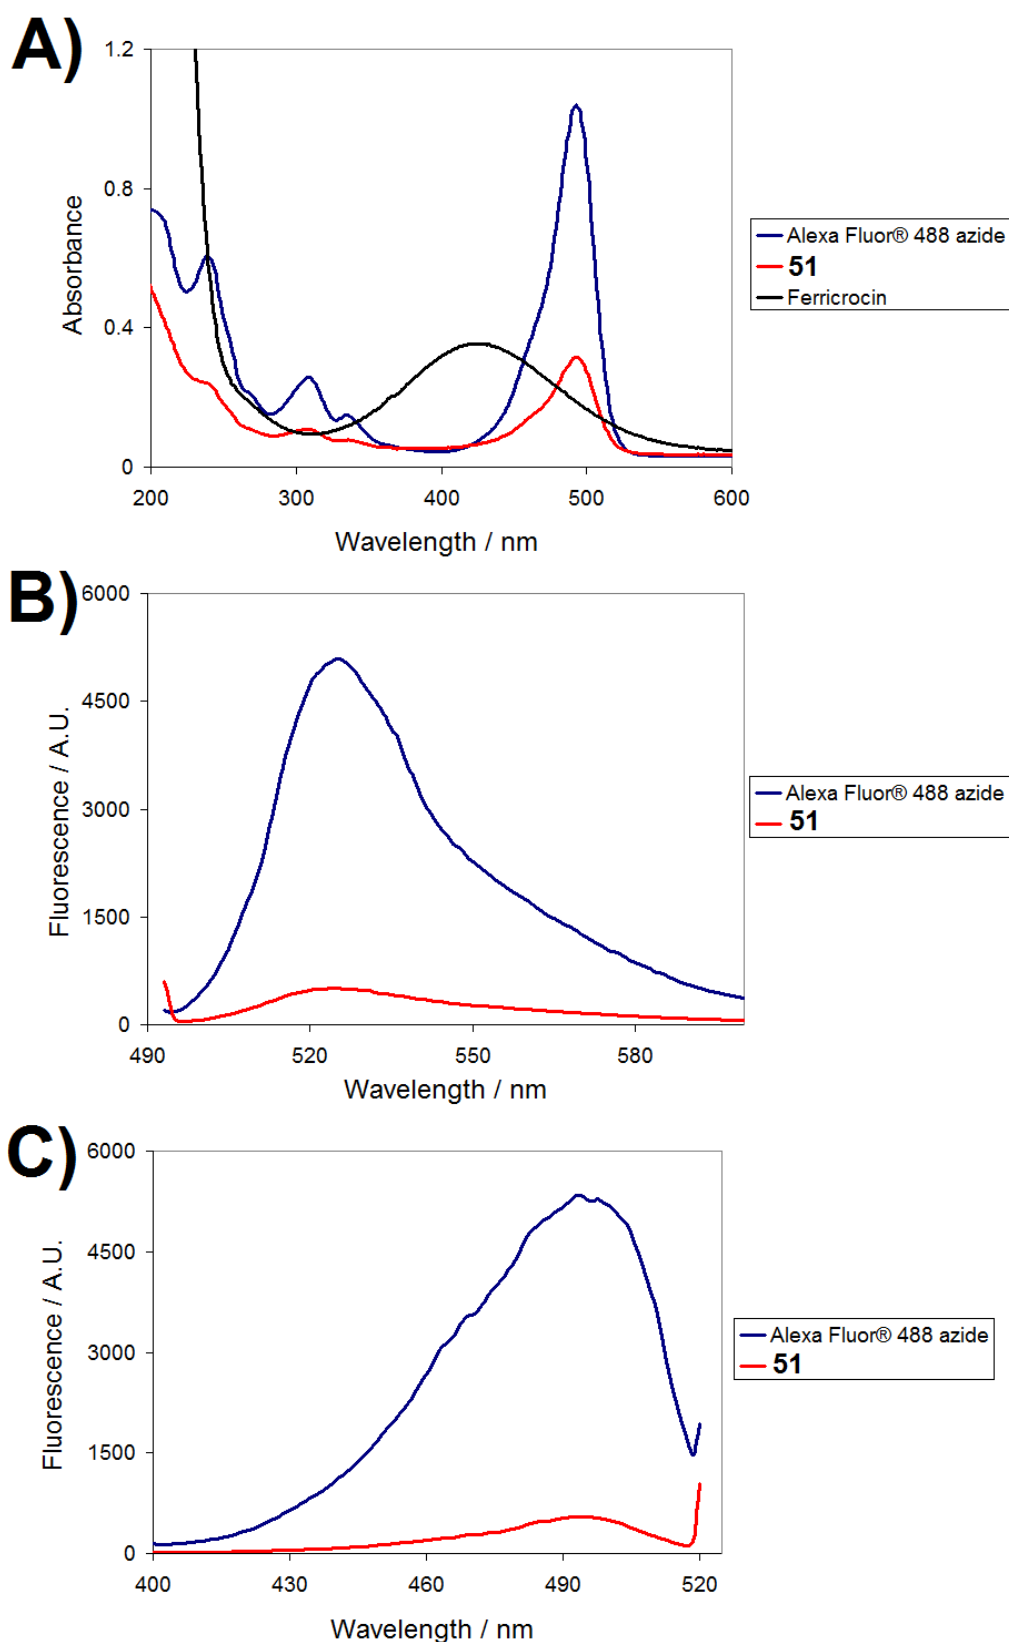 A)
1.2
0.8
0.4
0
Absorbance
200 300 400 500 600
Wavelength / nm
Alexa Fluor® 488 azide
51
Ferricrocin
B)
6000
4500
3000
1500
0
Fluorescence / A.U.
490 520 550 580
Wavelength / nm
Alexa Fluor® 488 azide
51
C)
6000
4500
3000
1500
0
Fluorescence / A.U.
400 430 460 490 520
Wavelength / nm
Alexa Fluor® 488 azide
51